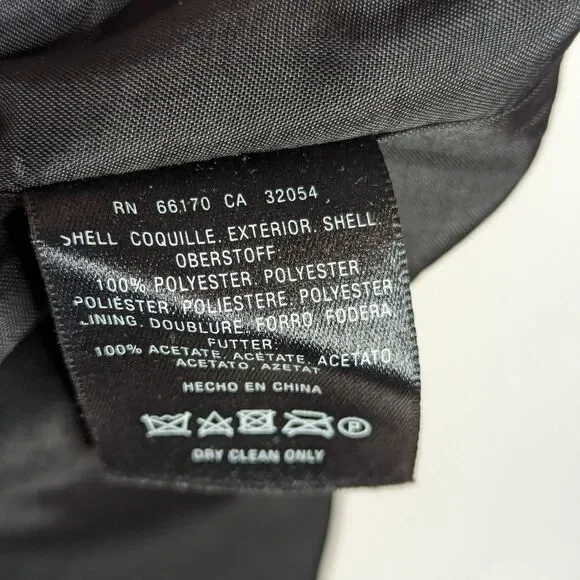 RN 66170 CA 32054
SHELL COQUILLE. EXTERIOR. SHELL
OBERSTOFF.
100% POLYESTER. POLYESTER.
POLIÉSTER. POLIESTERE. POLYESTER
LINING. DOUBLURE. FORRO. FODERA
FUTTER.
100% ACETATE. ACÉTATE. ACETATO
ACETATO. AZETAT
HECHO EN CHINA
P
DRY CLEAN ONLY